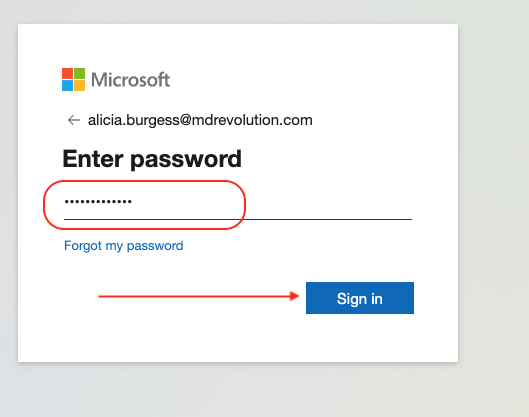 Microsoft
← alicia.burgess@mdrevolution.com
Enter password
•••••••••••••
Forgot my password
Sign in